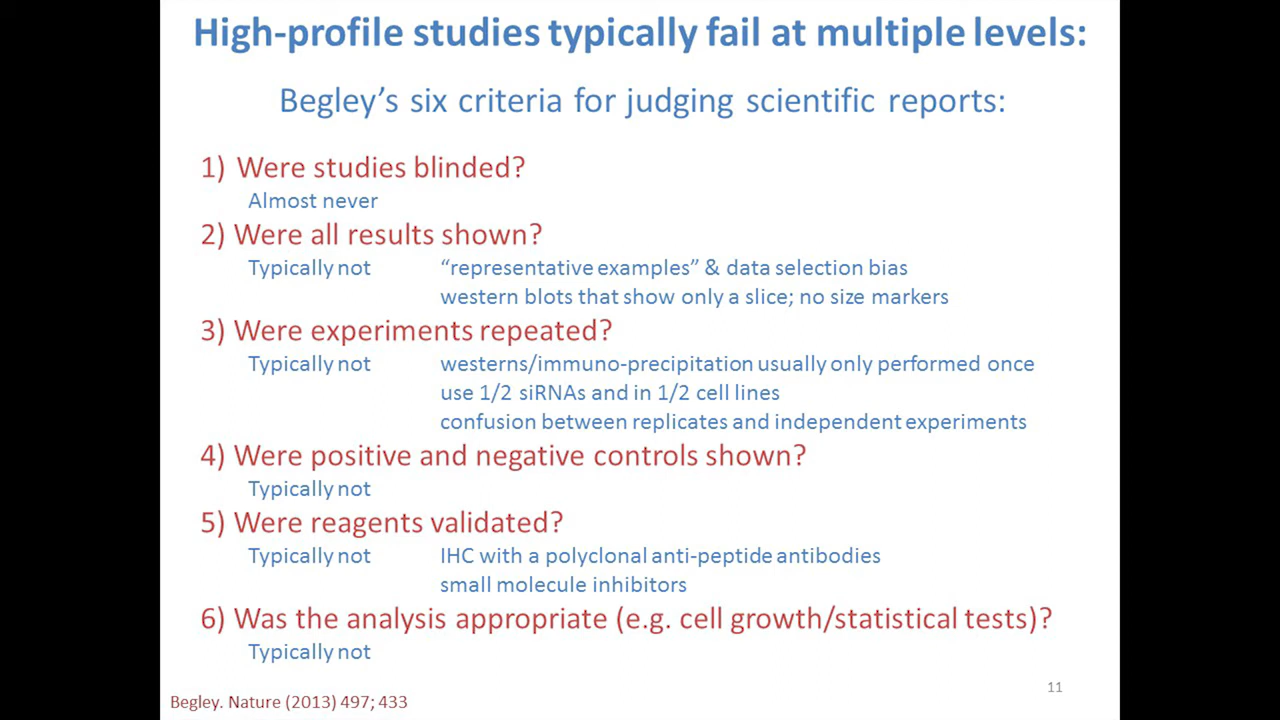 High-profile studies typically fail at multiple levels:
Begley’s six criteria for judging scientific reports:
1) Were studies blinded?
Almost never
2) Were all results shown?
Typically not “representative examples” & data selection bias
western blots that show only a slice; no size markers
3) Were experiments repeated?
Typically not westerns/immuno-precipitation usually only performed once
use 1/2 siRNAs and in 1/2 cell lines
confusion between replicates and independent experiments
4) Were positive and negative controls shown?
Typically not
5) Were reagents validated?
Typically not IHC with a polyclonal anti-peptide antibodies
small molecule inhibitors
6) Was the analysis appropriate (e.g. cell growth/statistical tests)?
Typically not
11
Begley. Nature (2013) 497; 433